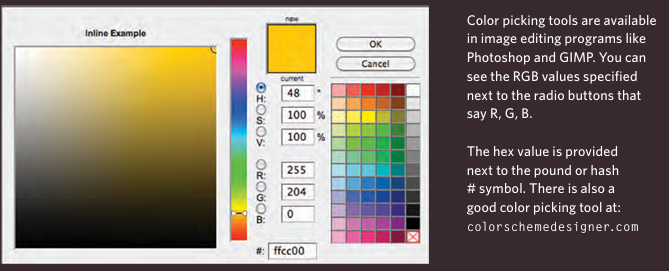 Inline Example
new
current
OK
Cancel
H: 48 °
S: 100 %
V: 100 %
R: 255
G: 204
B: 0
#: ffcc00
Color picking tools are available
in image editing programs like
Photoshop and GIMP. You can
see the RGB values specified
next to the radio buttons that
say R, G, B.
The hex value is provided
next to the pound or hash
# symbol. There is also a
good color picking tool at:
colorschemedesigner.com